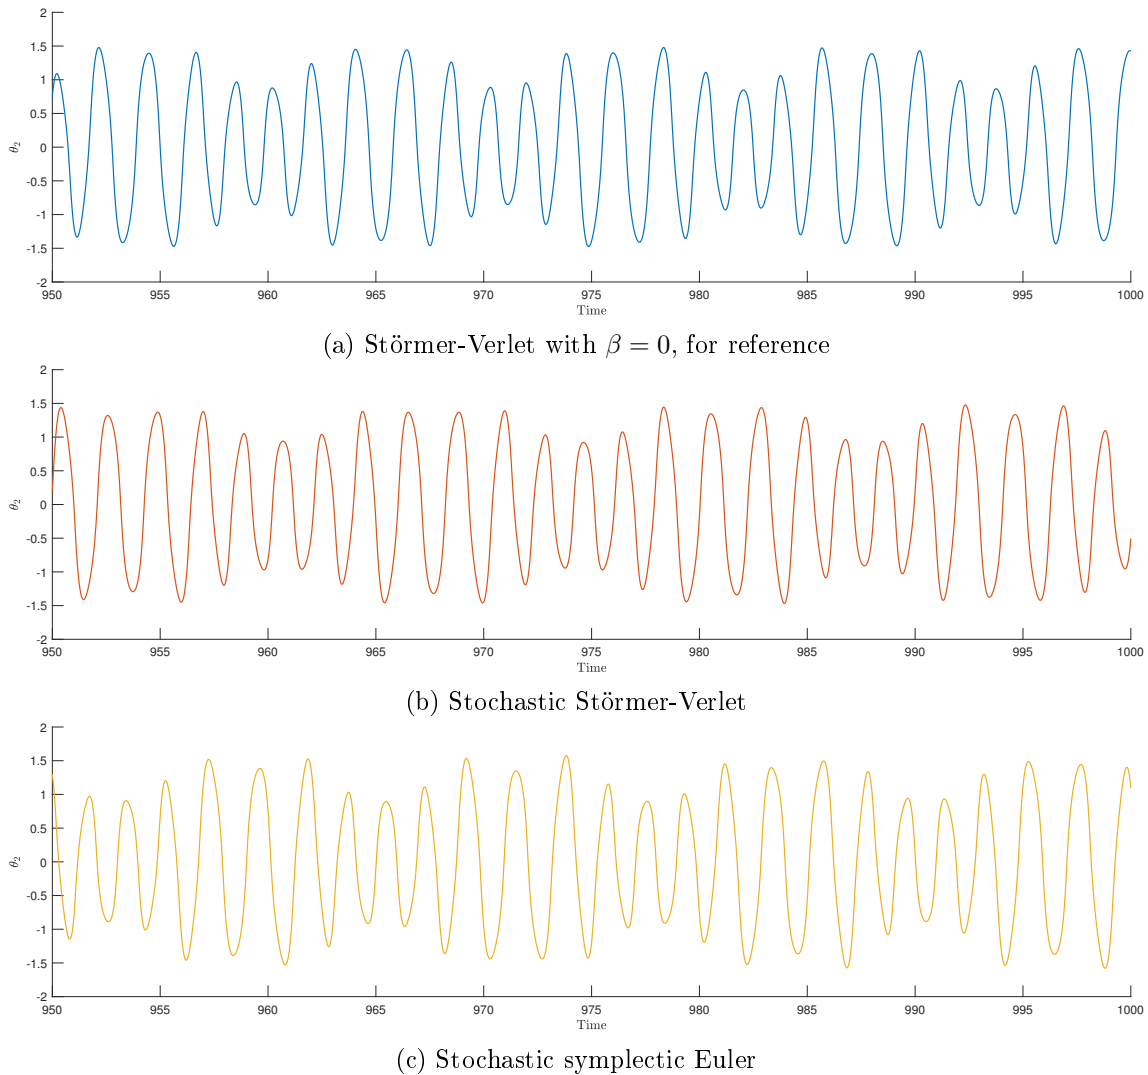 2
1.5
1
0.5
0
-0.5
-1
-1.5
-2
θ₂
950 955 960 965 970 975 980 985 990 995 1000
Time
(a) Störmer-Verlet with β = 0, for reference
2
1.5
1
0.5
0
-0.5
-1
-1.5
-2
θ₂
950 955 960 965 970 975 980 985 990 995 1000
Time
(b) Stochastic Störmer-Verlet
2
1.5
1
0.5
0
-0.5
-1
-1.5
-2
θ₂
950 955 960 965 970 975 980 985 990 995 1000
Time
(c) Stochastic symplectic Euler